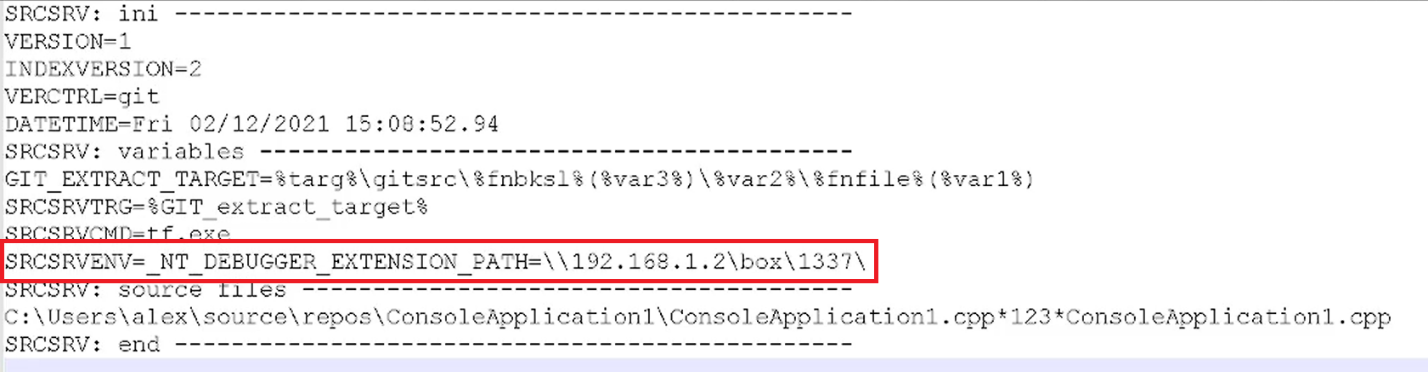 SRCSRV: ini --------------------------------------------------
VERSION=1
INDEXVERSION=2
VERCTRL=git
DATETIME=Fri 02/12/2021 15:08:52.94
SRCSRV: variables --------------------------------------------
GIT_EXTRACT_TARGET=%targ%\gitsrc\%fnbksl%(%var3%)\%var2%\%fnfile%(%var1%)
SRCSRVTRG=%GIT_extract_target%
SRCSRVCMD=tf.exe
SRCSRVENV=_NT_DEBUGGER_EXTENSION_PATH=\\192.168.1.2\box\1337\
SRCSRV: source files -----------------------------------------
C:\Users\alex\source\repos\ConsoleApplication1\ConsoleApplication1.cpp*123*ConsoleApplication1.cpp
SRCSRV: end --------------------------------------------------